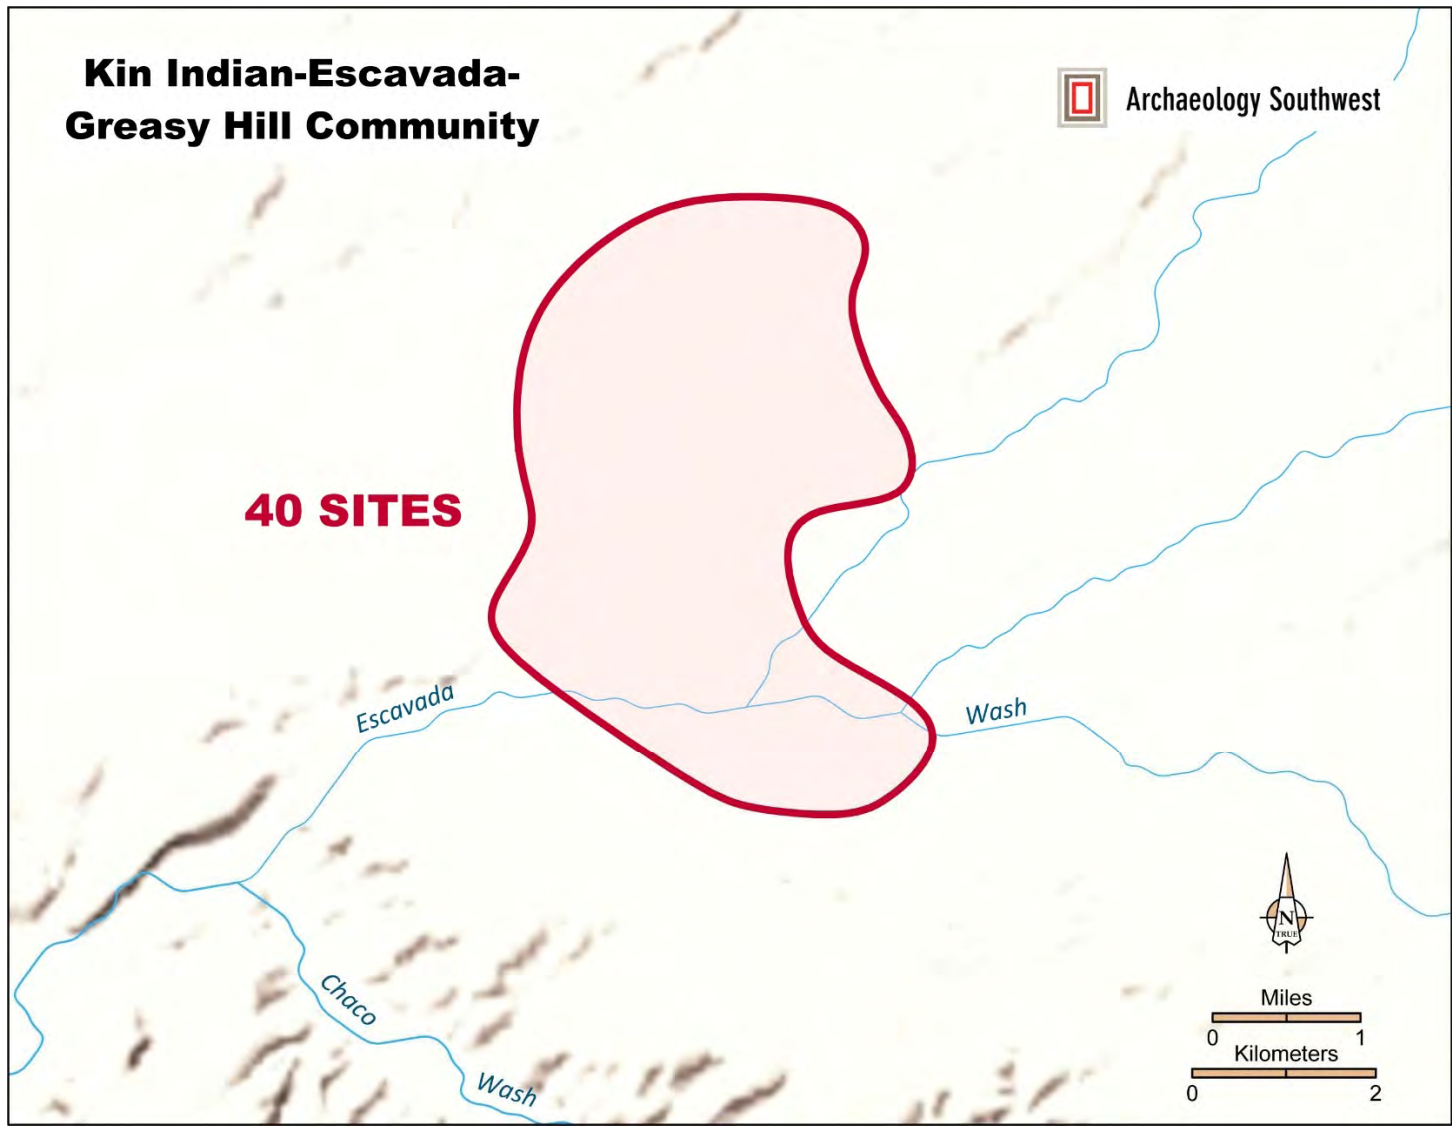 Kin Indian-Escavada-
Greasy Hill Community
Archaeology Southwest
40 SITES
Escavada
Wash
Chaco
Wash
N
TRUE
Miles
0 1
Kilometers
0 2